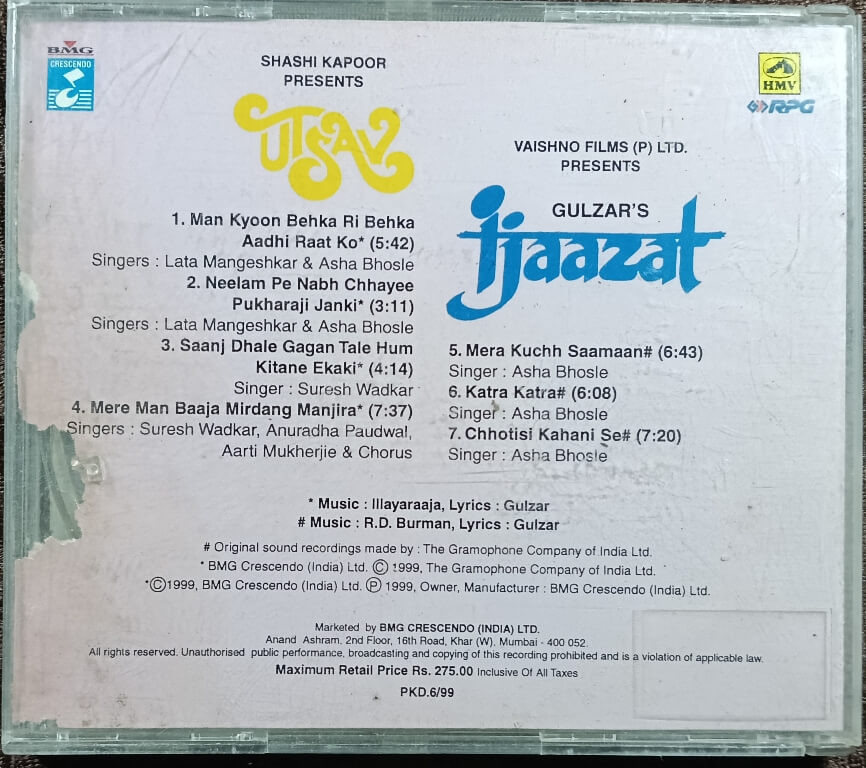 BMG
CRESCENDO
SHASHI KAPOOR
PRESENTS
UTSAV
1. Man Kyoon Behka Ri Behka
Aadhi Raat Ko* (5:42)
Singers : Lata Mangeshkar & Asha Bhosle
2. Neelam Pe Nabh Chhayee
Pukharaji Janki* (3:11)
Singers : Lata Mangeshkar & Asha Bhosle
3. Saanj Dhale Gagan Tale Hum
Kitane Ekaki* (4:14)
Singer : Suresh Wadkar
4. Mere Man Baaja Mirdang Manjira* (7:37)
Singers : Suresh Wadkar, Anuradha Paudwal,
Aarti Mukherjie & Chorus
HMV
RPG
VAISHNO FILMS (P) LTD.
PRESENTS
GULZAR'S
Ijaazat
5. Mera Kuchh Saamaan# (6:43)
Singer : Asha Bhosle
6. Katra Katra# (6:08)
Singer : Asha Bhosle
7. Chhotisi Kahani Se# (7:20)
Singer : Asha Bhosle
* Music : Illayaraaja, Lyrics : Gulzar
# Music : R.D. Burman, Lyrics : Gulzar
# Original sound recordings made by : The Gramophone Company of India Ltd.
* BMG Crescendo (India) Ltd. Ⓒ 1999, The Gramophone Company of India Ltd.
*Ⓒ1999, BMG Crescendo (India) Ltd. Ⓟ 1999, Owner, Manufacturer : BMG Crescendo (India) Ltd.
Marketed by BMG CRESCENDO (INDIA) LTD.
Anand Ashram, 2nd Floor, 16th Road, Khar (W), Mumbai - 400 052.
All rights reserved. Unauthorised public performance, broadcasting and copying of this recording prohibited and is a violation of applicable law.
Maximum Retail Price Rs. 275.00 Inclusive Of All Taxes
PKD.6/99